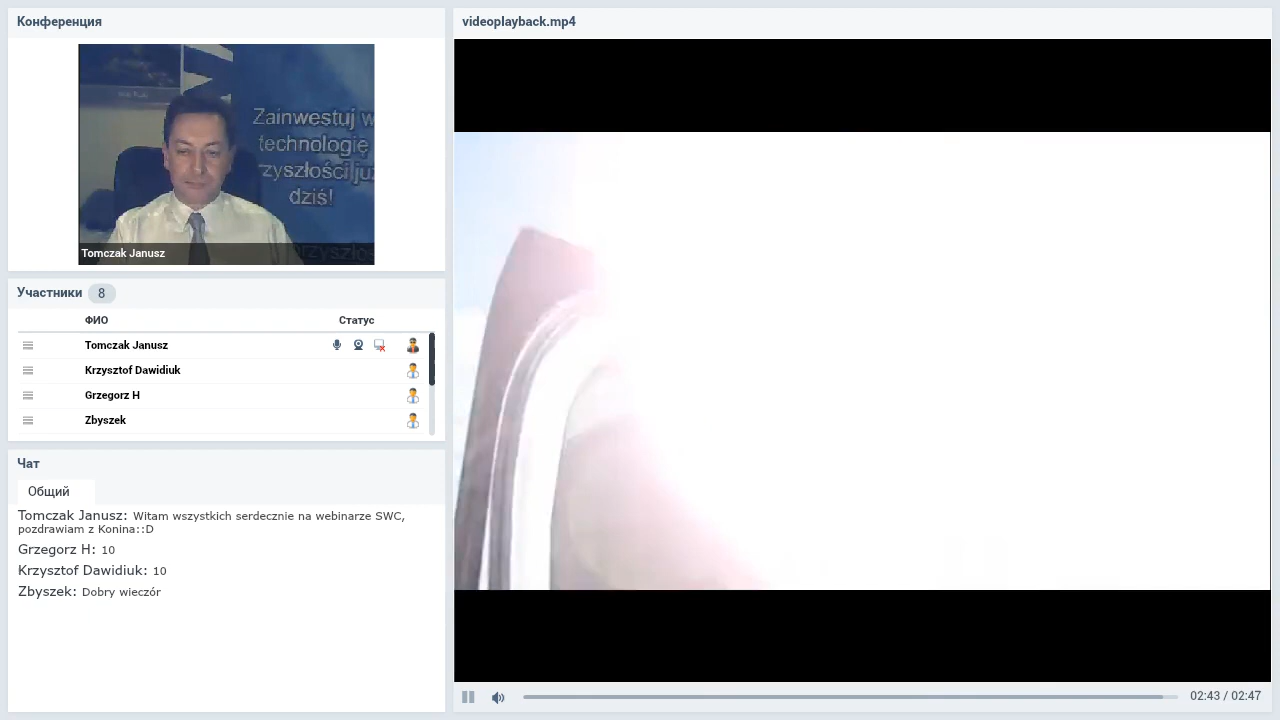 Конференция
Zainwestuj w
technologię
rzyszłości już
dziś!
Tomczak Janusz
Участники 8
ФИО Статус
Tomczak Janusz
Krzysztof Dawidiuk
Grzegorz H
Zbyszek
Чат
Общий
Tomczak Janusz: Witam wszystkich serdecznie na webinarze SWC,
pozdrawiam z Konina::D
Grzegorz H: 10
Krzysztof Dawidiuk: 10
Zbyszek: Dobry wieczór
videoplayback.mp4
02:43 / 02:47